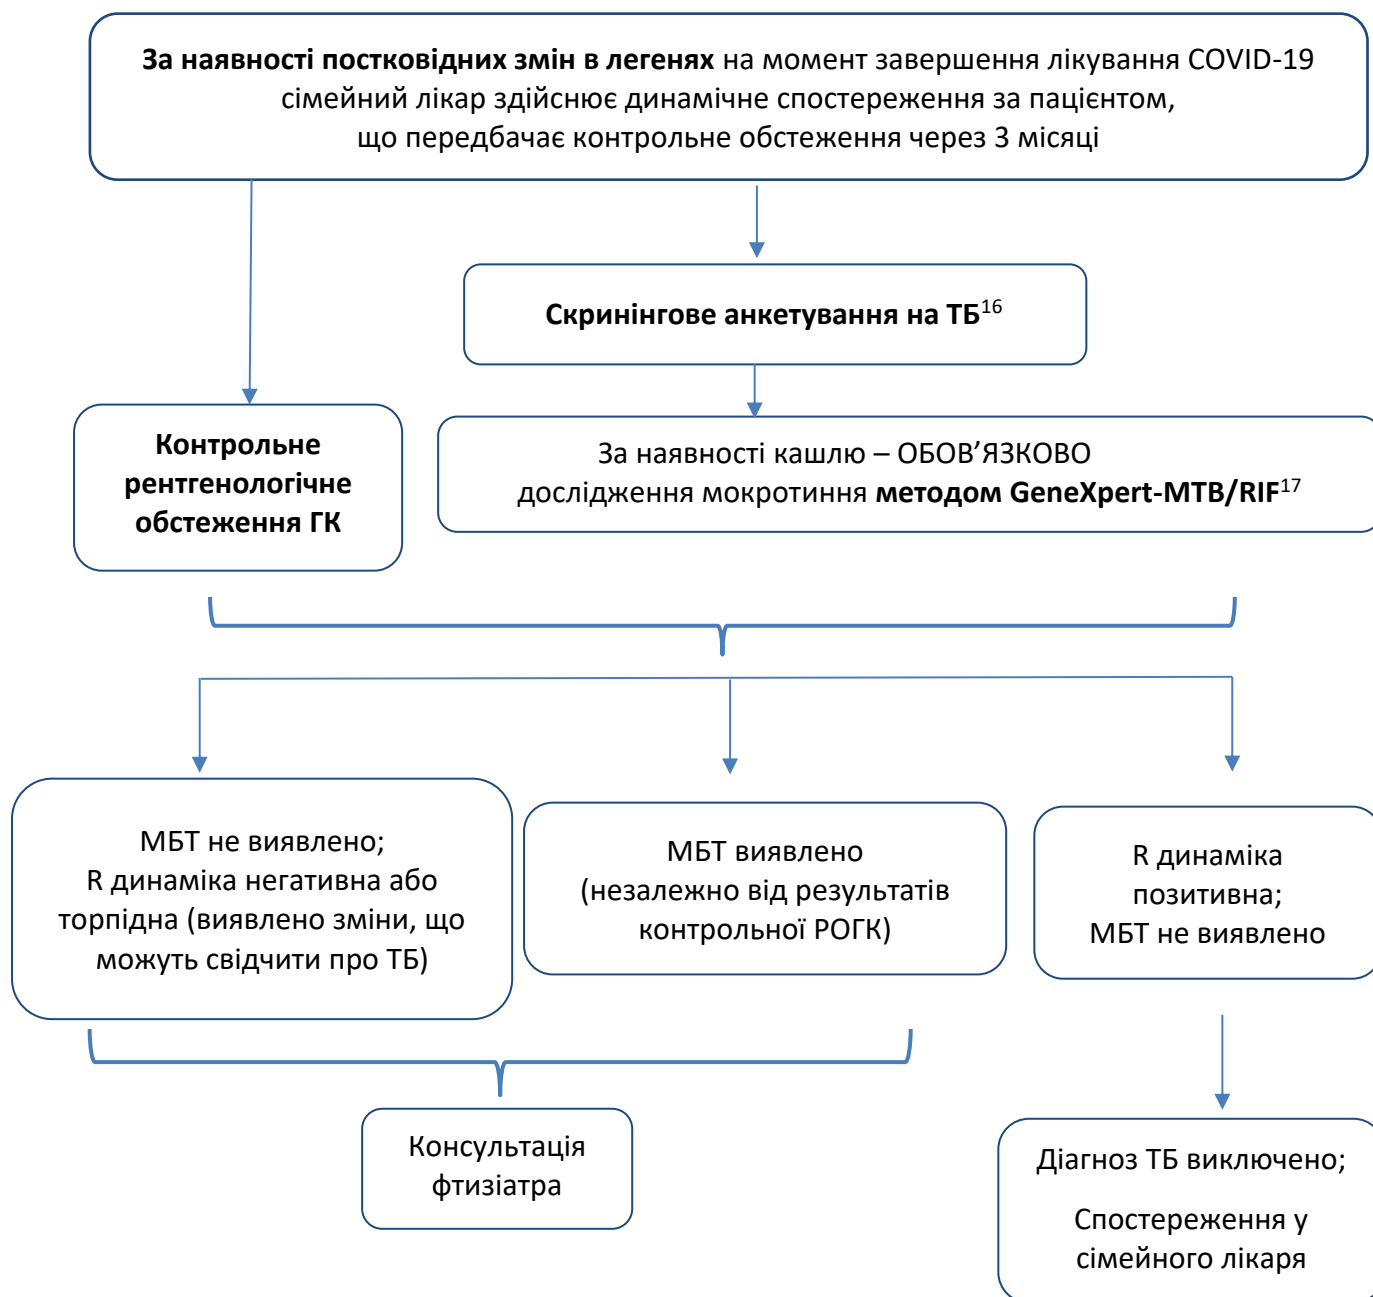 За наявності постковідних змін в легенях на момент завершення лікування COVID-19
сімейний лікар здійснює динамічне спостереження за пацієнтом,
що передбачає контрольне обстеження через 3 місяці
Скринінгове анкетування на ТБ16
Контрольне
рентгенологічне
обстеження ГК
За наявності кашлю – ОБОВ’ЯЗКОВО
дослідження мокротиння методом GeneXpert-MTB/RIF17
МБТ не виявлено;
R динаміка негативна або
торпідна (виявлено зміни, що
можуть свідчити про ТБ)
МБТ виявлено
(незалежно від результатів
контрольної РОГК)
R динаміка
позитивна;
МБТ не виявлено
Консультація
фтизіатра
Діагноз ТБ виключено;
Спостереження у
сімейного лікаря